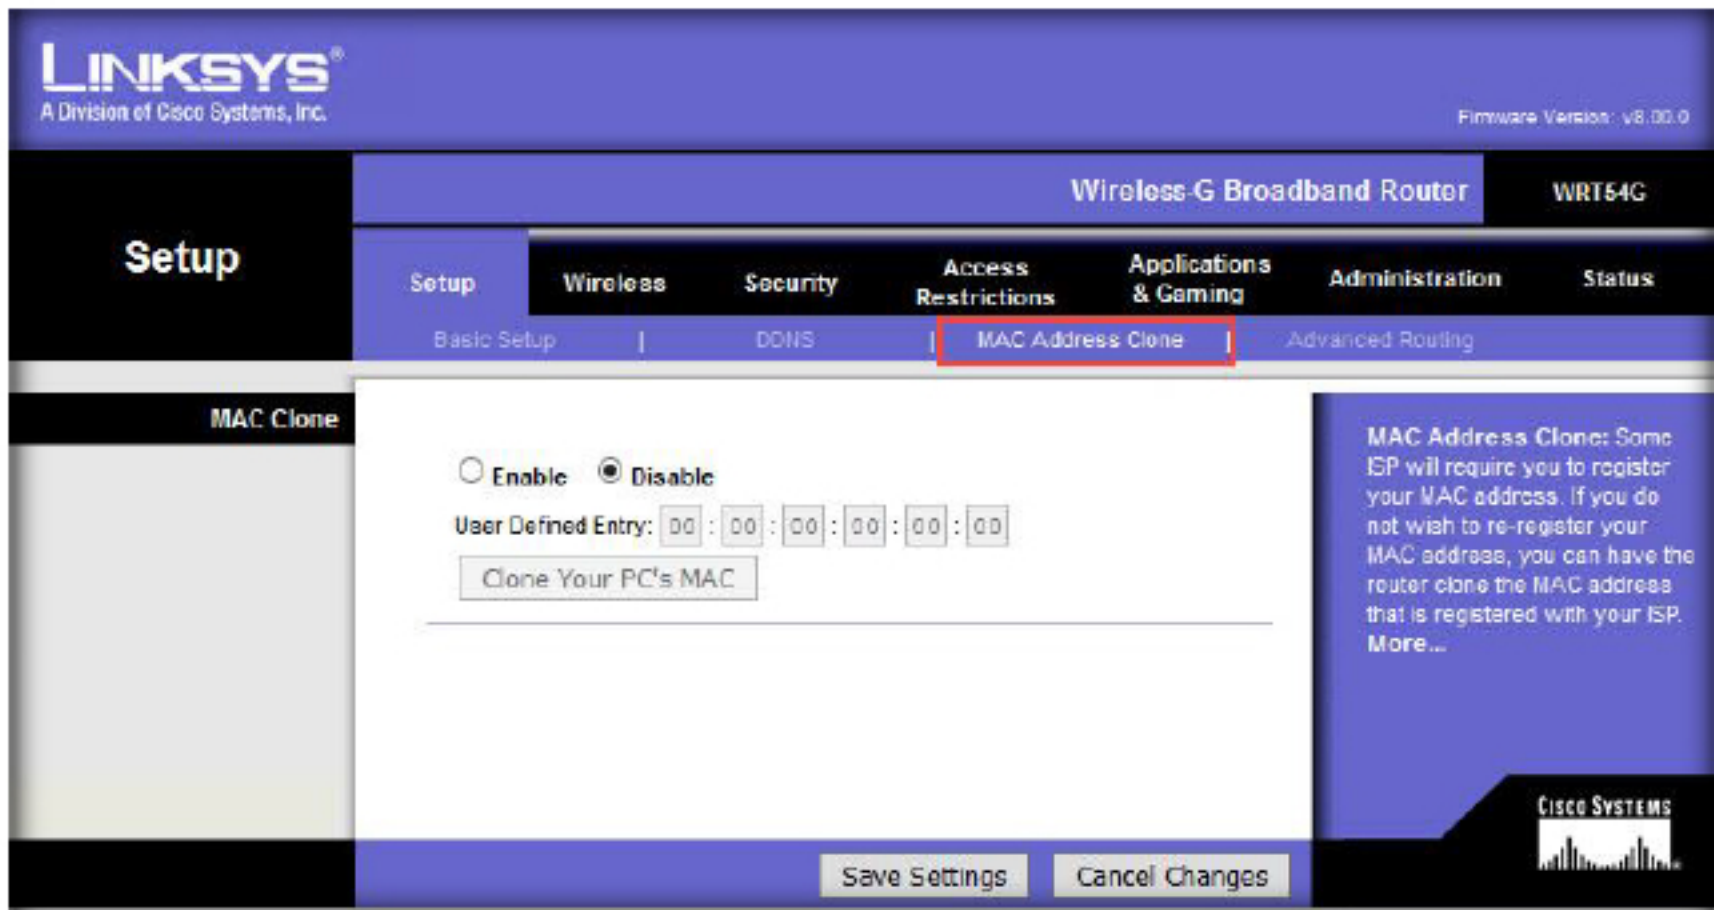 LINKSYS®
A Division of Cisco Systems, Inc.
Firmware Version: v8.00.0
Wireless-G Broadband Router
WRT54G
Setup
Setup
Wireless
Security
Access Restrictions
Applications & Gaming
Administration
Status
Basic Setup | DDNS | MAC Address Clone | Advanced Routing
MAC Clone
Enable Disable
User Defined Entry: 00 : 00 : 00 : 00 : 00 : 00
Clone Your PC's MAC
MAC Address Clone: Some
ISP will require you to register
your MAC address. If you do
not wish to re-register your
MAC address, you can have the
router clone the MAC address
that is registered with your ISP.
More...
CISCO SYSTEMS
Save Settings
Cancel Changes